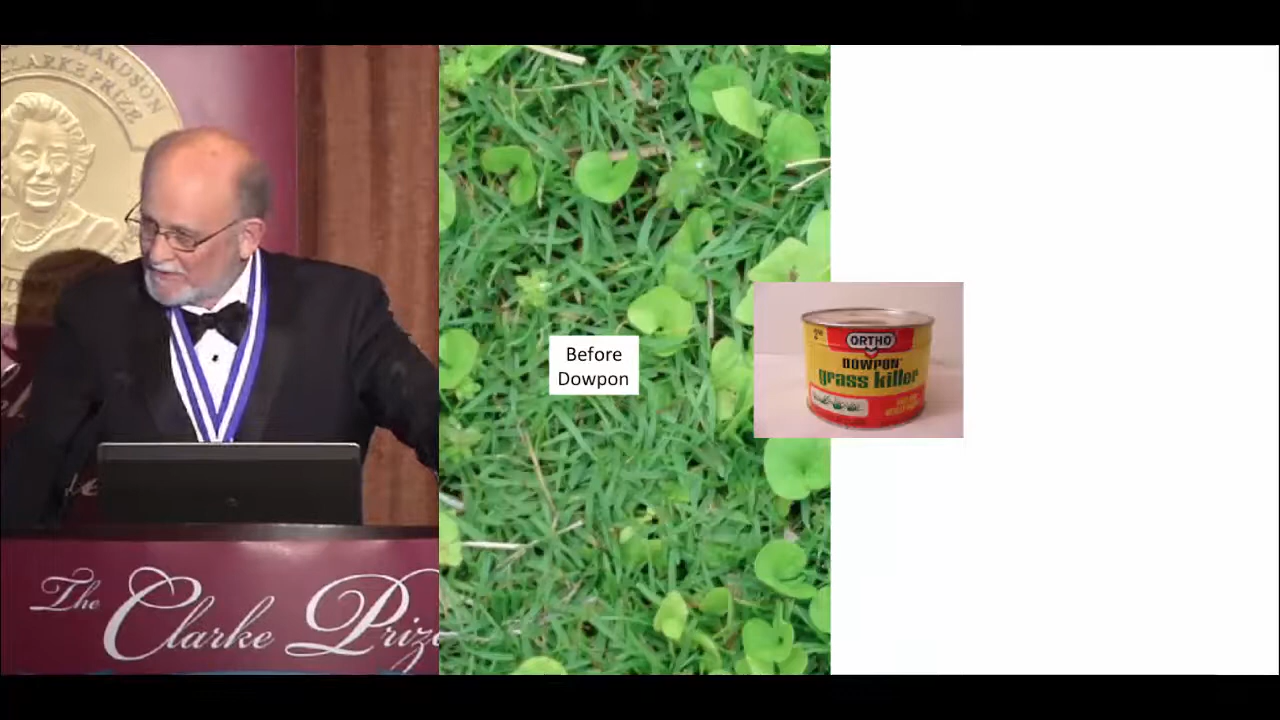 CLARKE PRIZE
The
Clarke Prize
Before
Dowpon
ORTHO
DOWPON
grass killer